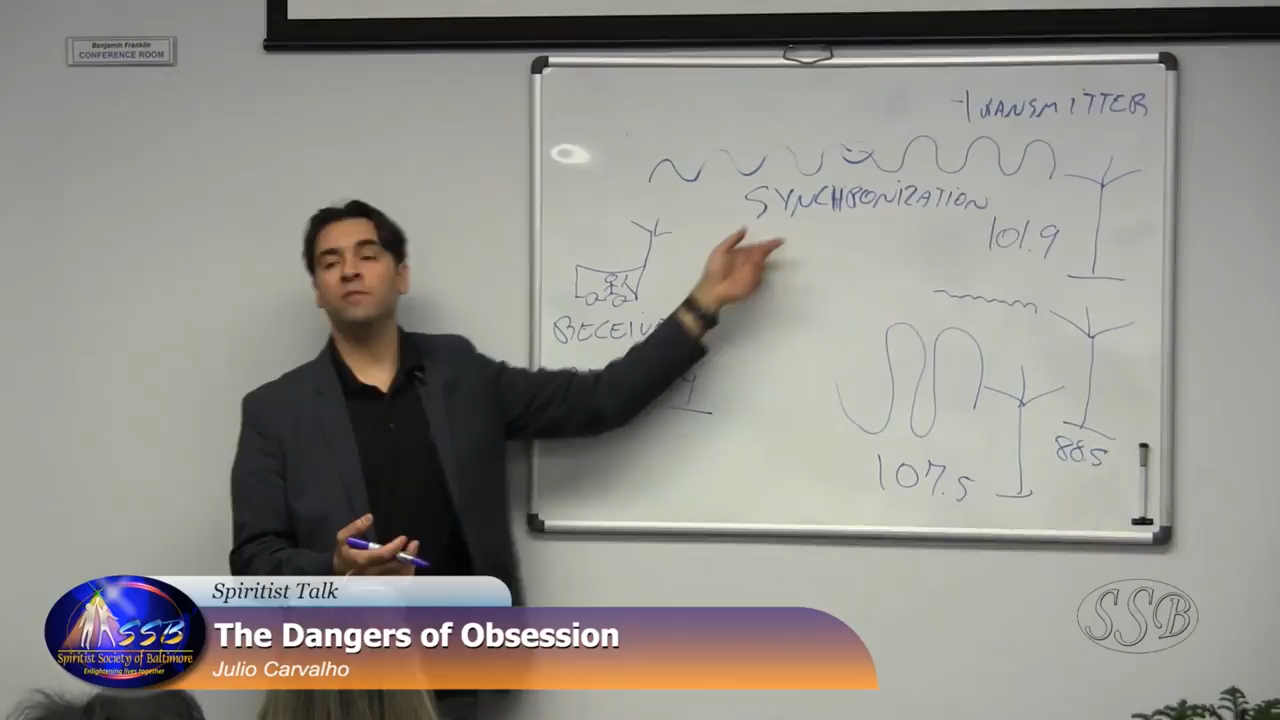 Benjamin Franklin
CONFERENCE ROOM
TRANSMITTER
SYNCHRONIZATION
101.9
88.5
107.5
SSB
Spiritist Talk
The Dangers of Obsession
Julio Carvalho
SSB
Spiritist Society of Baltimore
Enlightening lives together